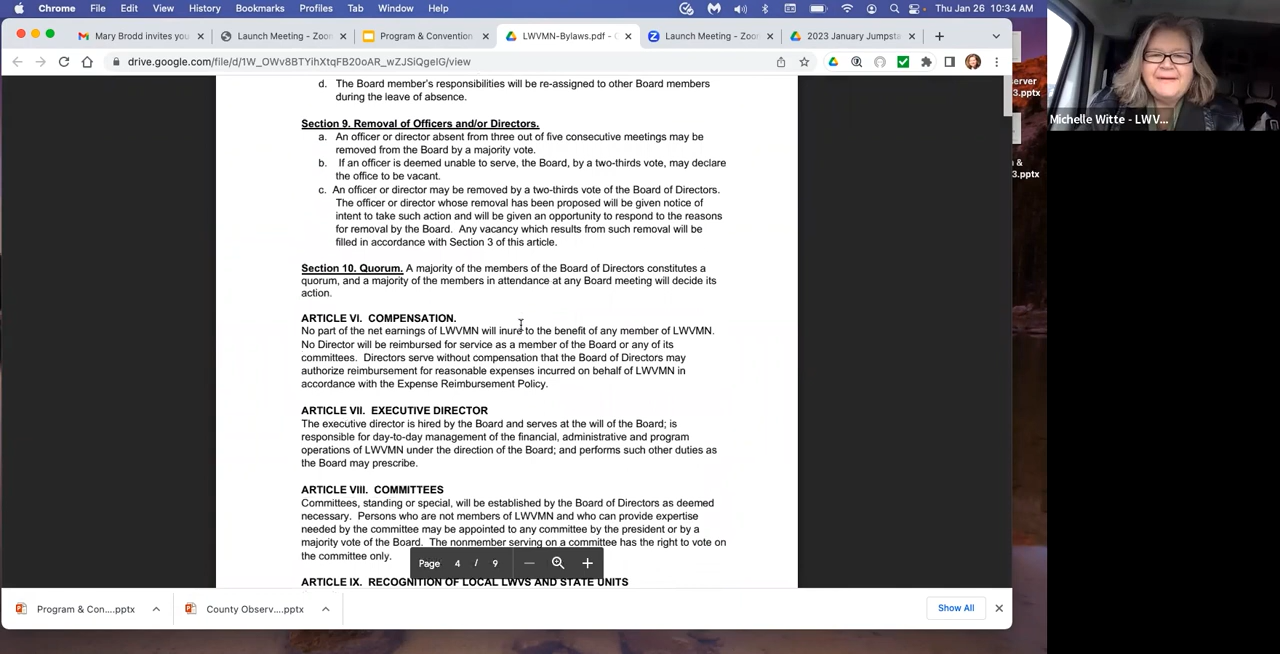 Chrome File Edit View History Bookmarks Profiles Tab Window Help Thu Jan 26 10:34 AM
Mary Brodd invites you
Launch Meeting - Zoom
Program & Convention
LWVMN-Bylaws.pdf - G
Launch Meeting - Zoo
2023 January Jumpsta
drive.google.com/file/d/1W_OWv8BTYihXtqFB20oAR_wZJSiQgeIG/view
d. The Board member's responsibilities will be re-assigned to other Board members
during the leave of absence.
Section 9. Removal of Officers and/or Directors.
a. An officer or director absent from three out of five consecutive meetings may be
removed from the Board by a majority vote.
b. If an officer is deemed unable to serve, the Board, by a two-thirds vote, may declare
the office to be vacant.
c. An officer or director may be removed by a two-thirds vote of the Board of Directors.
The officer or director whose removal has been proposed will be given notice of
intent to take such action and will be given an opportunity to respond to the reasons
for removal by the Board. Any vacancy which results from such removal will be
filled in accordance with Section 3 of this article.
Section 10. Quorum. A majority of the members of the Board of Directors constitutes a
quorum, and a majority of the members in attendance at any Board meeting will decide its
action.
ARTICLE VI. COMPENSATION.
No part of the net earnings of LWVMN will inure to the benefit of any member of LWVMN.
No Director will be reimbursed for service as a member of the Board or any of its
committees. Directors serve without compensation that the Board of Directors may
authorize reimbursement for reasonable expenses incurred on behalf of LWVMN in
accordance with the Expense Reimbursement Policy.
ARTICLE VII. EXECUTIVE DIRECTOR
The executive director is hired by the Board and serves at the will of the Board; is
responsible for day-to-day management of the financial, administrative and program
operations of LWVMN under the direction of the Board; and performs such other duties as
the Board may prescribe.
ARTICLE VIII. COMMITTEES
Committees, standing or special, will be established by the Board of Directors as deemed
necessary. Persons who are not members of LWVMN and who can provide expertise
needed by the committee may be appointed to any committee by the president or by a
majority vote of the Board. The nonmember serving on a committee has the right to vote on
the committee only.
Page 4 / 9
ARTICLE IX. RECOGNITION OF LOCAL LWVS AND STATE UNITS
Program & Con....pptx
County Observ....pptx
Show All
server
3.pptx
&
3.pptx
Michelle Witte - LWV...